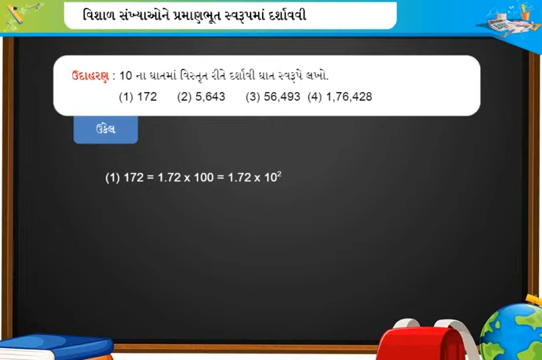 વિશાળ સંખ્યાઓને પ્રમાણભૂત સ્વરૂપમાં દર્શાવવી
ઉદાહરણ : 10 ના ઘાતમાં વિસ્તૃત રીતે દર્શાવી ઘાત સ્વરૂપે લખો.
(1) 172 (2) 5,643 (3) 56,493 (4) 1,76,428
ઉકેલ
(1) 172 = 1.72 x 100 = 1.72 x 10²